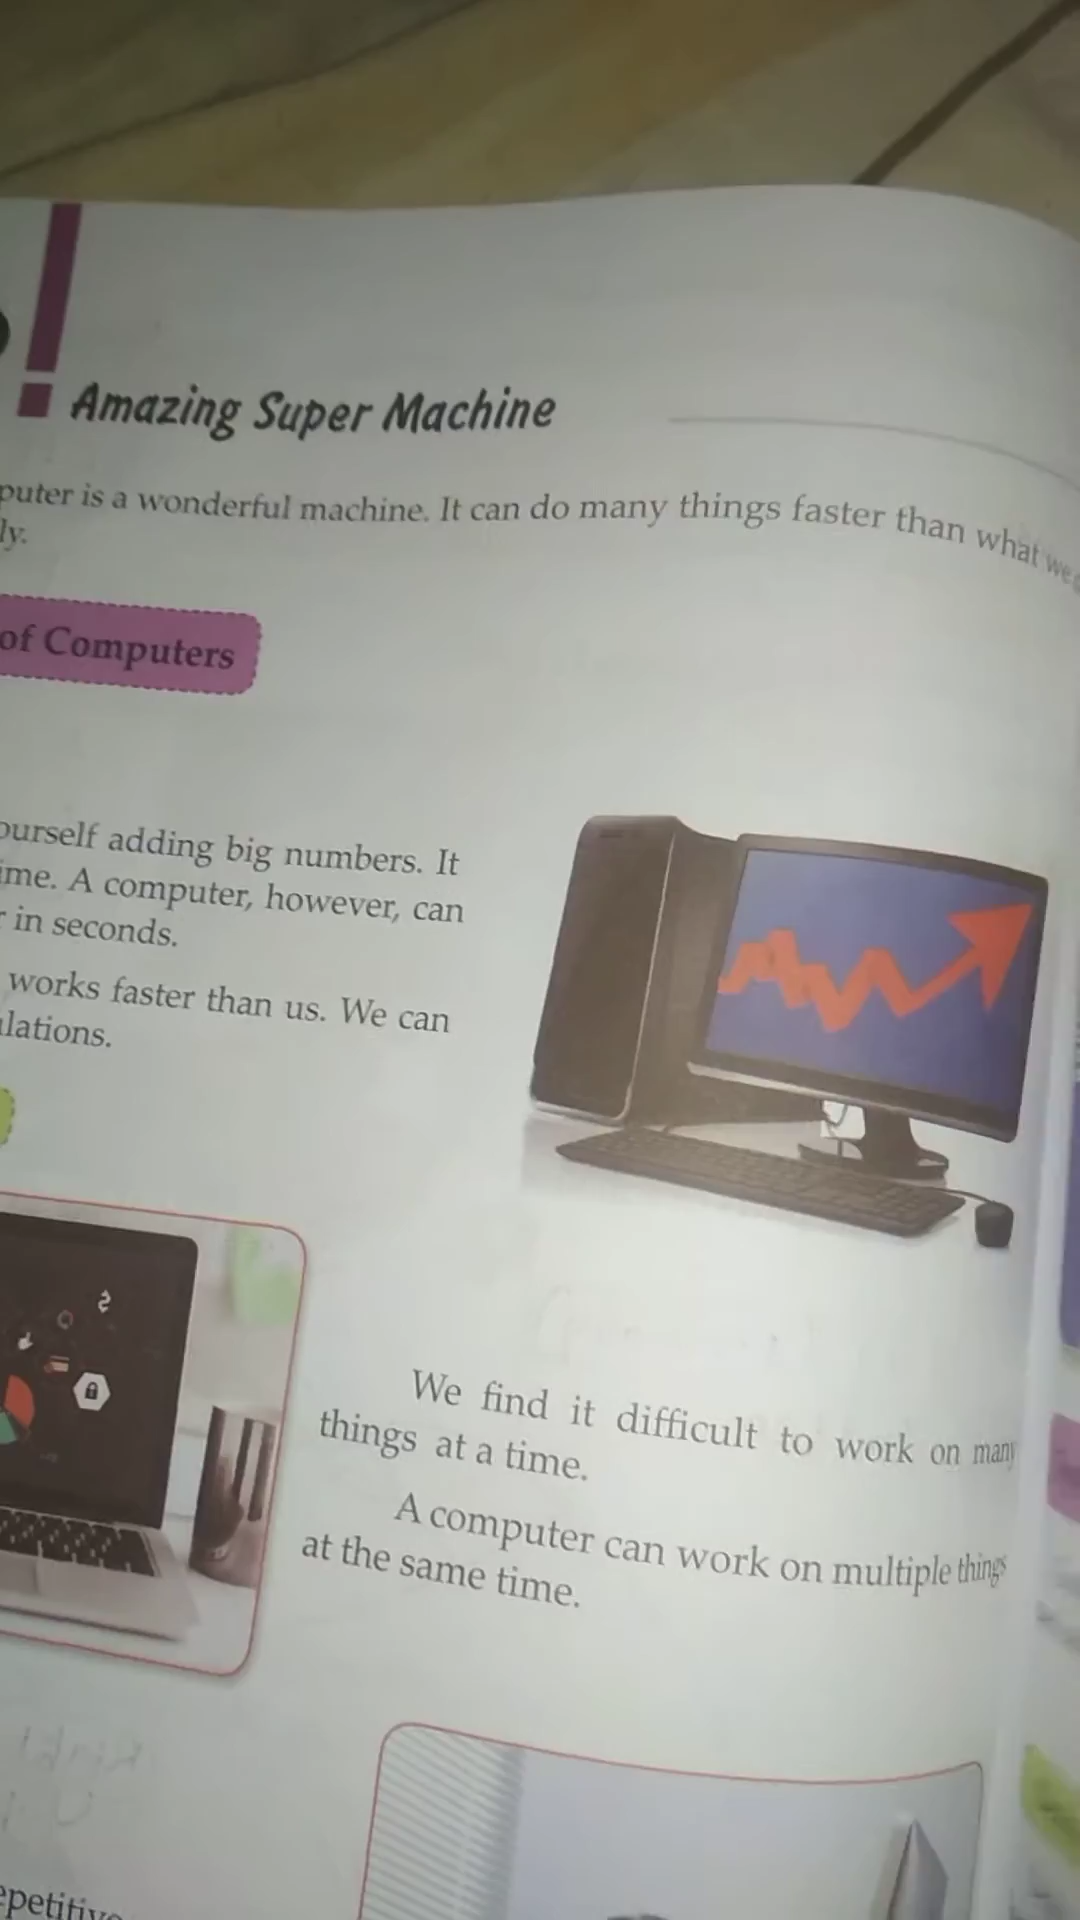 Amazing Super Machine
puter is a wonderful machine. It can do many things faster than what we
ly.
of Computers
ourself adding big numbers. It
ime. A computer, however, can
in seconds.
works faster than us. We can
lations.
We find it difficult to work on many
things at a time.
A computer can work on multiple things
at the same time.
epetitive